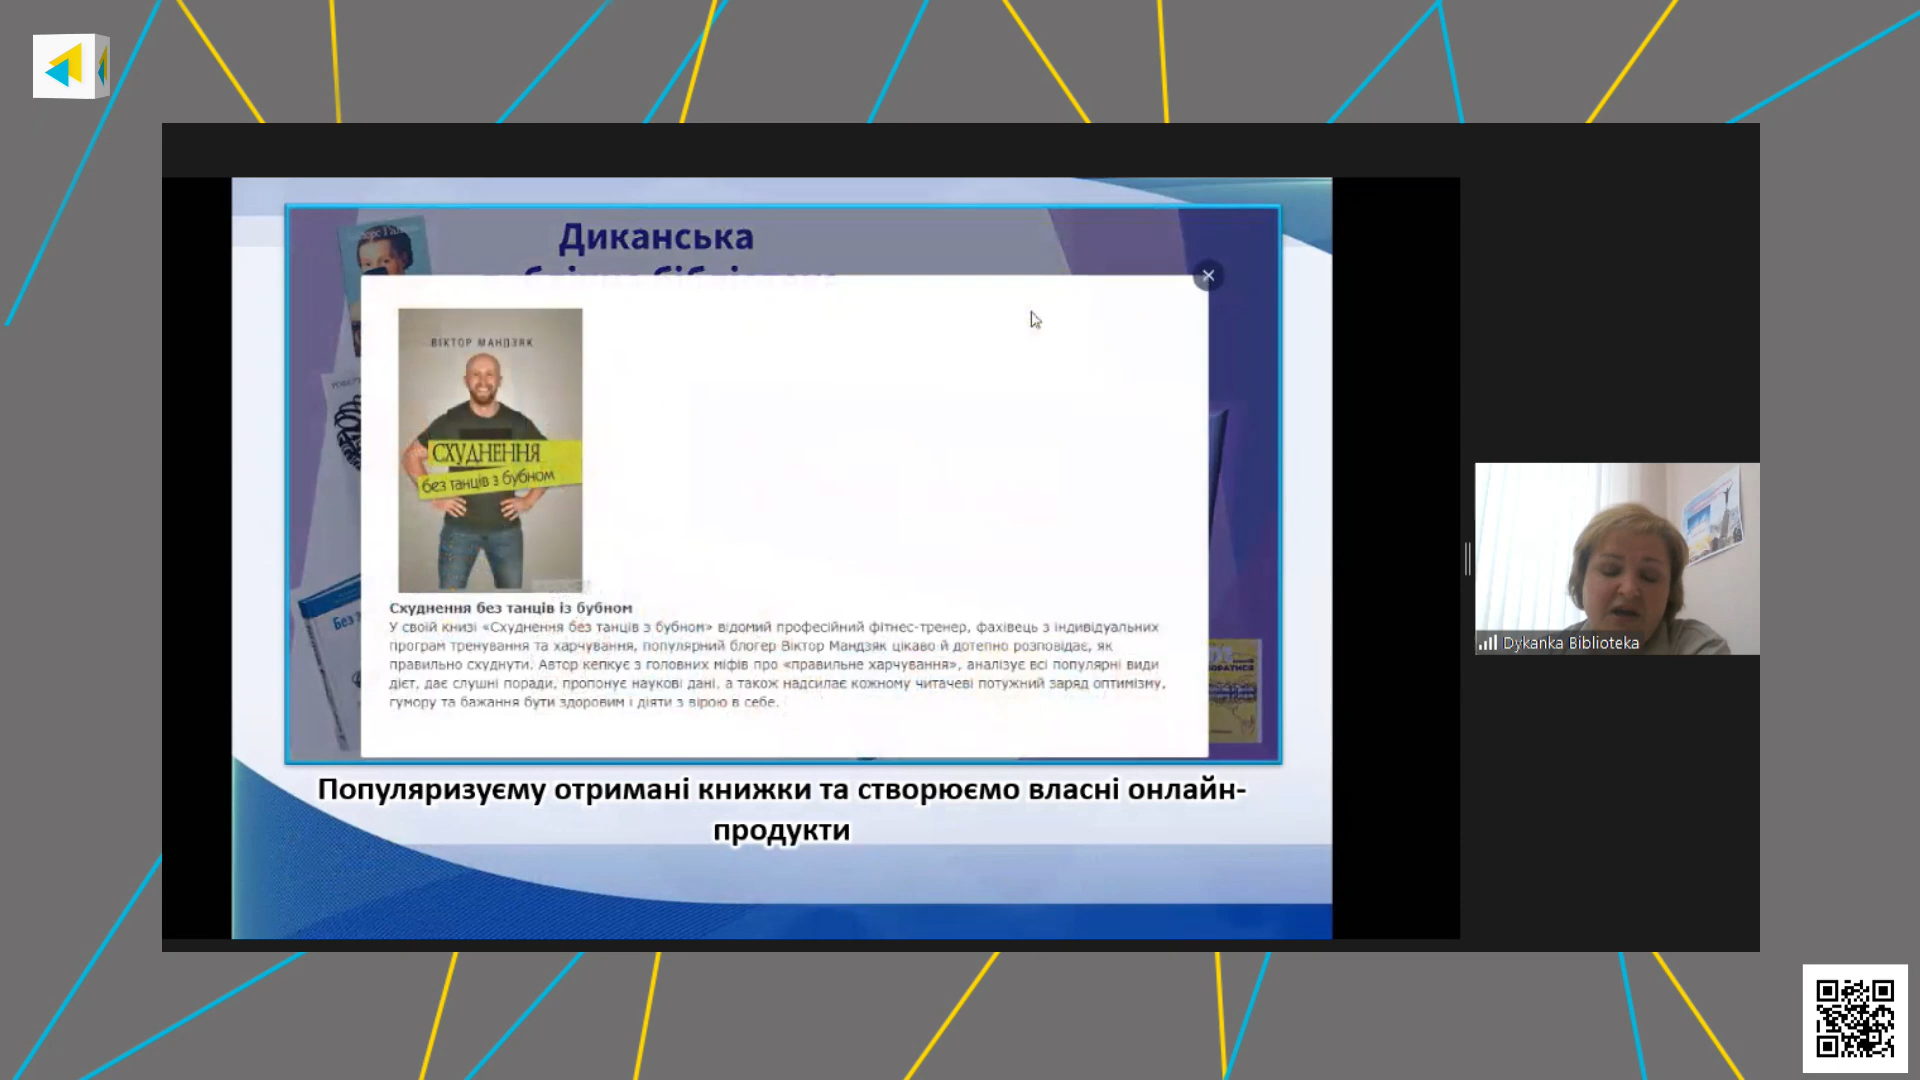 Диканська
ВІКТОР МАНДЗЯК
СХУДНЕННЯ
без танців з бубном
Схуднення без танців із бубном
У своїй книзі «Схуднення без танців з бубном» відомий професійний фітнес-тренер, фахівець з індивідуальних
програм тренування та харчування, популярний блогер Віктор Мандзяк цікаво й дотепно розповідає, як
правильно схуднути. Автор кепкує з головних міфів про «правильне харчування», аналізує всі популярні види
дієт, дає слушні поради, пропонує наукові дані, а також надсилає кожному читачеві потужний заряд оптимізму,
гумору та бажання бути здоровим і діяти з вірою в себе.
Популяризуєму отримані книжки та створюємо власні онлайн-
продукти
Dykanka Biblioteka